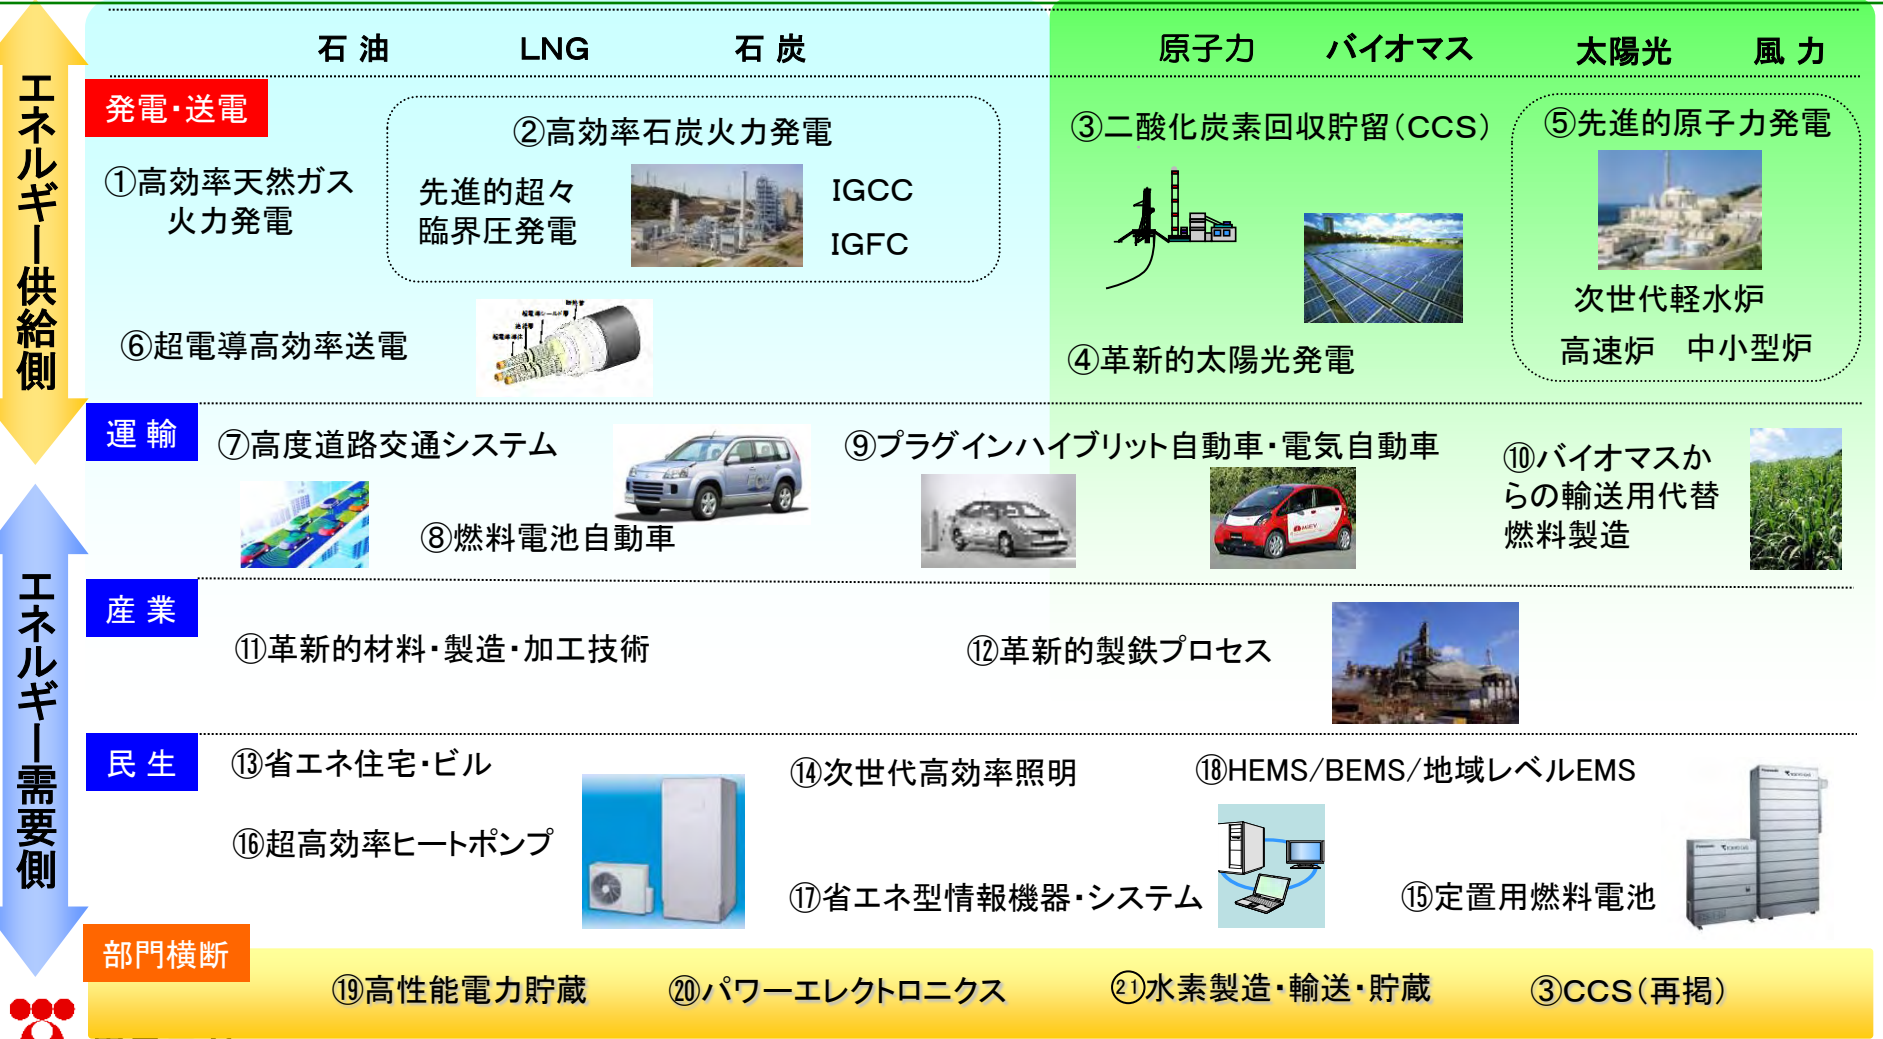 石 油
LNG
石 炭
原子力
バイオマス
太陽光
風 力
エネルギー供給側
発電・送電
①高効率天然ガス
火力発電
②高効率石炭火力発電
先進的超々
臨界圧発電
IGCC
IGFC
③二酸化炭素回収貯留（CCS）
④革新的太陽光発電
⑤先進的原子力発電
次世代軽水炉
高速炉
中小型炉
⑥超電導高効率送電
運 輸
⑦高度道路交通システム
⑧燃料電池自動車
⑨プラグインハイブリット自動車・電気自動車
⑩バイオマスか
らの輸送用代替
燃料製造
エネルギー需要側
産 業
⑪革新的材料・製造・加工技術
⑫革新的製鉄プロセス
民 生
⑬省エネ住宅・ビル
⑭次世代高効率照明
⑱HEMS/BEMS/地域レベルEMS
⑯超高効率ヒートポンプ
⑰省エネ型情報機器・システム
⑮定置用燃料電池
部門横断
⑲高性能電力貯蔵
⑳パワーエレクトロニクス
㉑水素製造・輸送・貯蔵
③CCS（再掲）